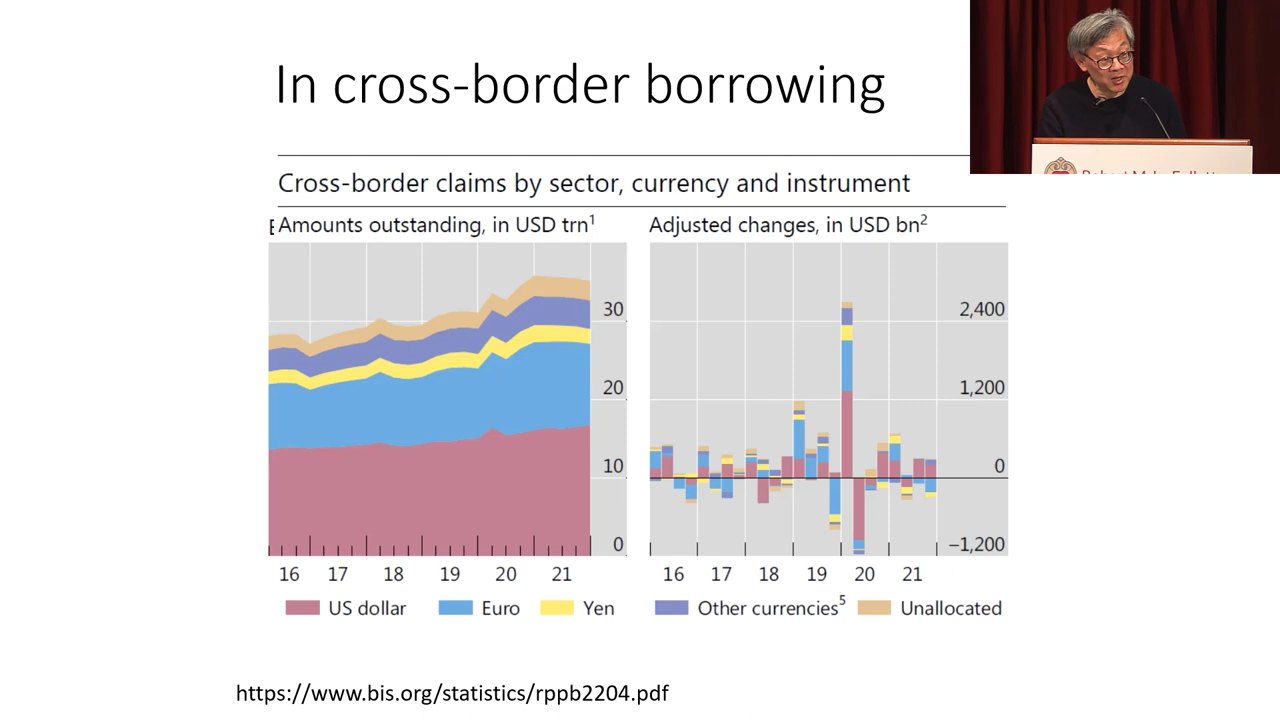 In cross-border borrowing
Cross-border claims by sector, currency and instrument
Amounts outstanding, in USD trn1
Adjusted changes, in USD bn2
30
20
10
0
16 17 18 19 20 21
2,400
1,200
0
–1,200
16 17 18 19 20 21
US dollar Euro Yen Other currencies5 Unallocated
https://www.bis.org/statistics/rppb2204.pdf